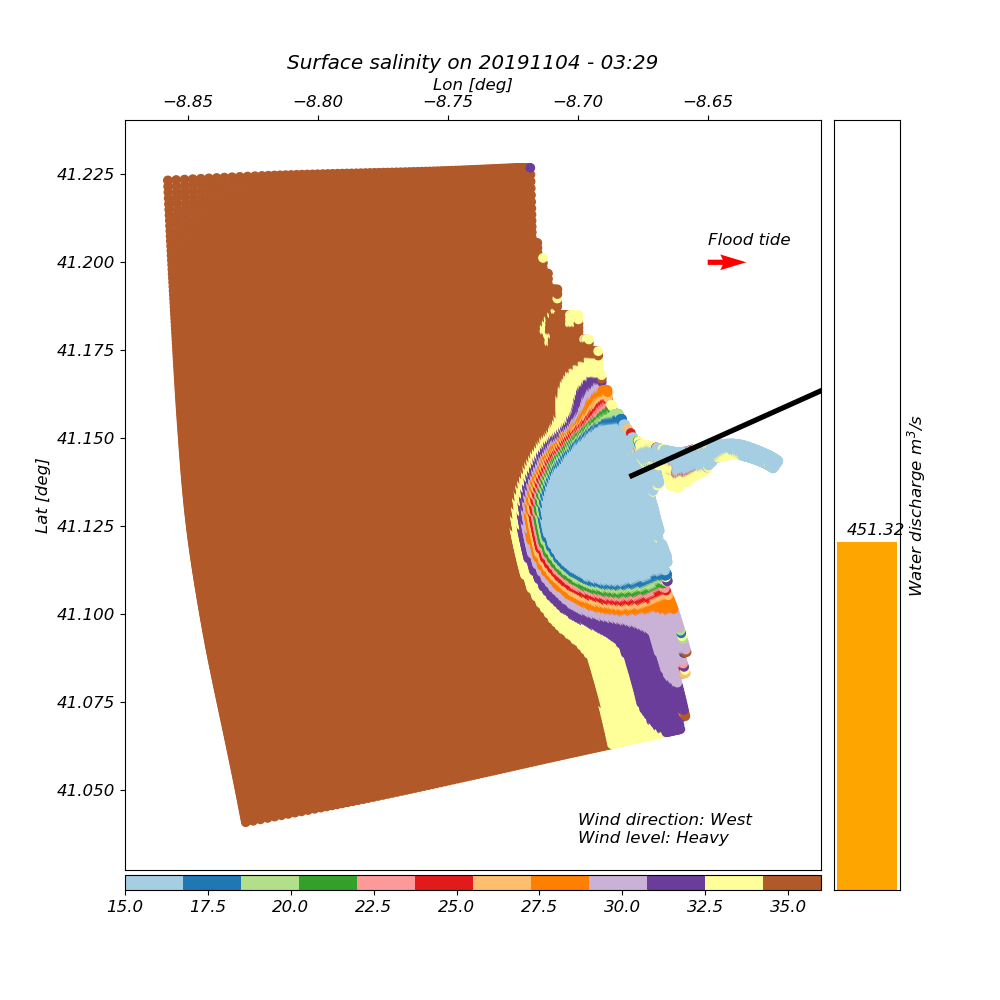 Surface salinity on 20191104 - 03:29
Lon [deg]
−8.85 −8.80 −8.75 −8.70 −8.65
41.225
41.200
41.175
41.150
41.125
41.100
41.075
41.050
Lat [deg]
Flood tide
Wind direction: West
Wind level: Heavy
451.32
Water discharge m³/s
15.0 17.5 20.0 22.5 25.0 27.5 30.0 32.5 35.0